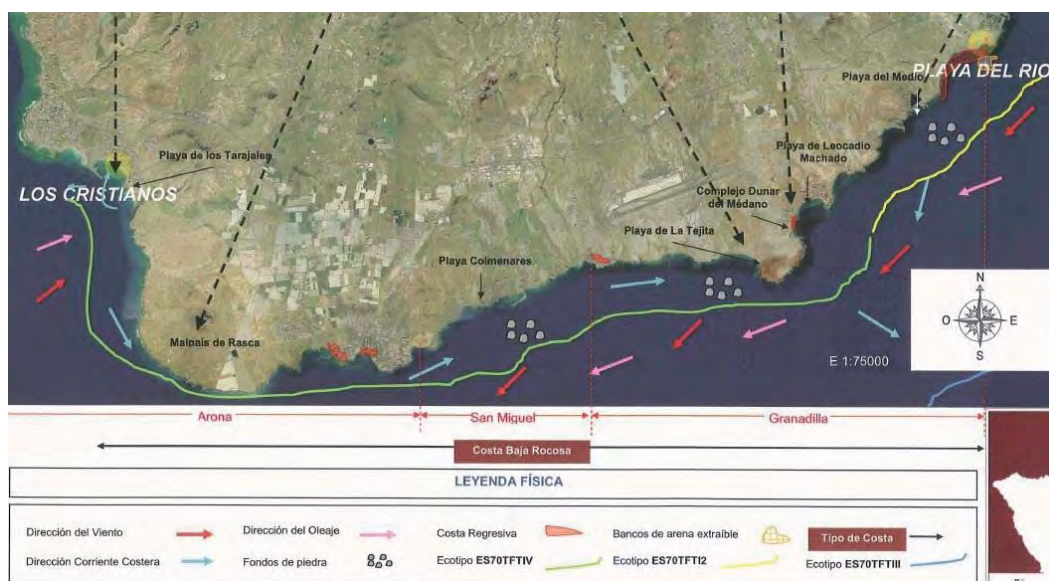 Playa del Medio
PLAYA DEL RIO
Playa de los Tarajales
Playa de Leocadio
Machado
LOS CRISTIANOS
Complejo Dunar
del Médano
Playa de La Tejita
Playa Colmenares
N
O
E
S
Malpaís de Rasca
E 1:75000
Arona
San Miguel
Granadilla
Costa Baja Rocosa
LEYENDA FÍSICA
Dirección del Viento
Dirección del Oleaje
Costa Regresiva
Bancos de arena extraíble
Tipo de Costa
Dirección Corriente Costera
Fondos de piedra
Ecotipo ES70TFTIV
Ecotipo ES70TFTI2
Ecotipo ES70TFTIII